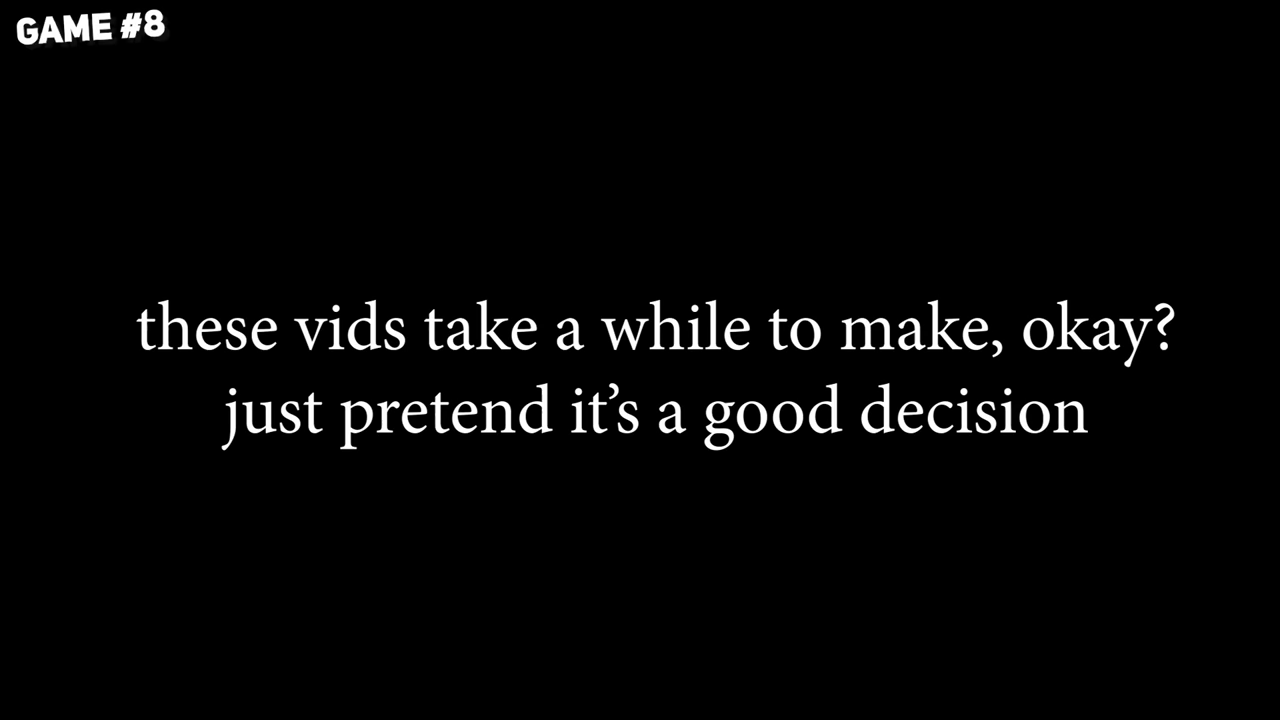 GAME #8
these vids take a while to make, okay?
just pretend it’s a good decision